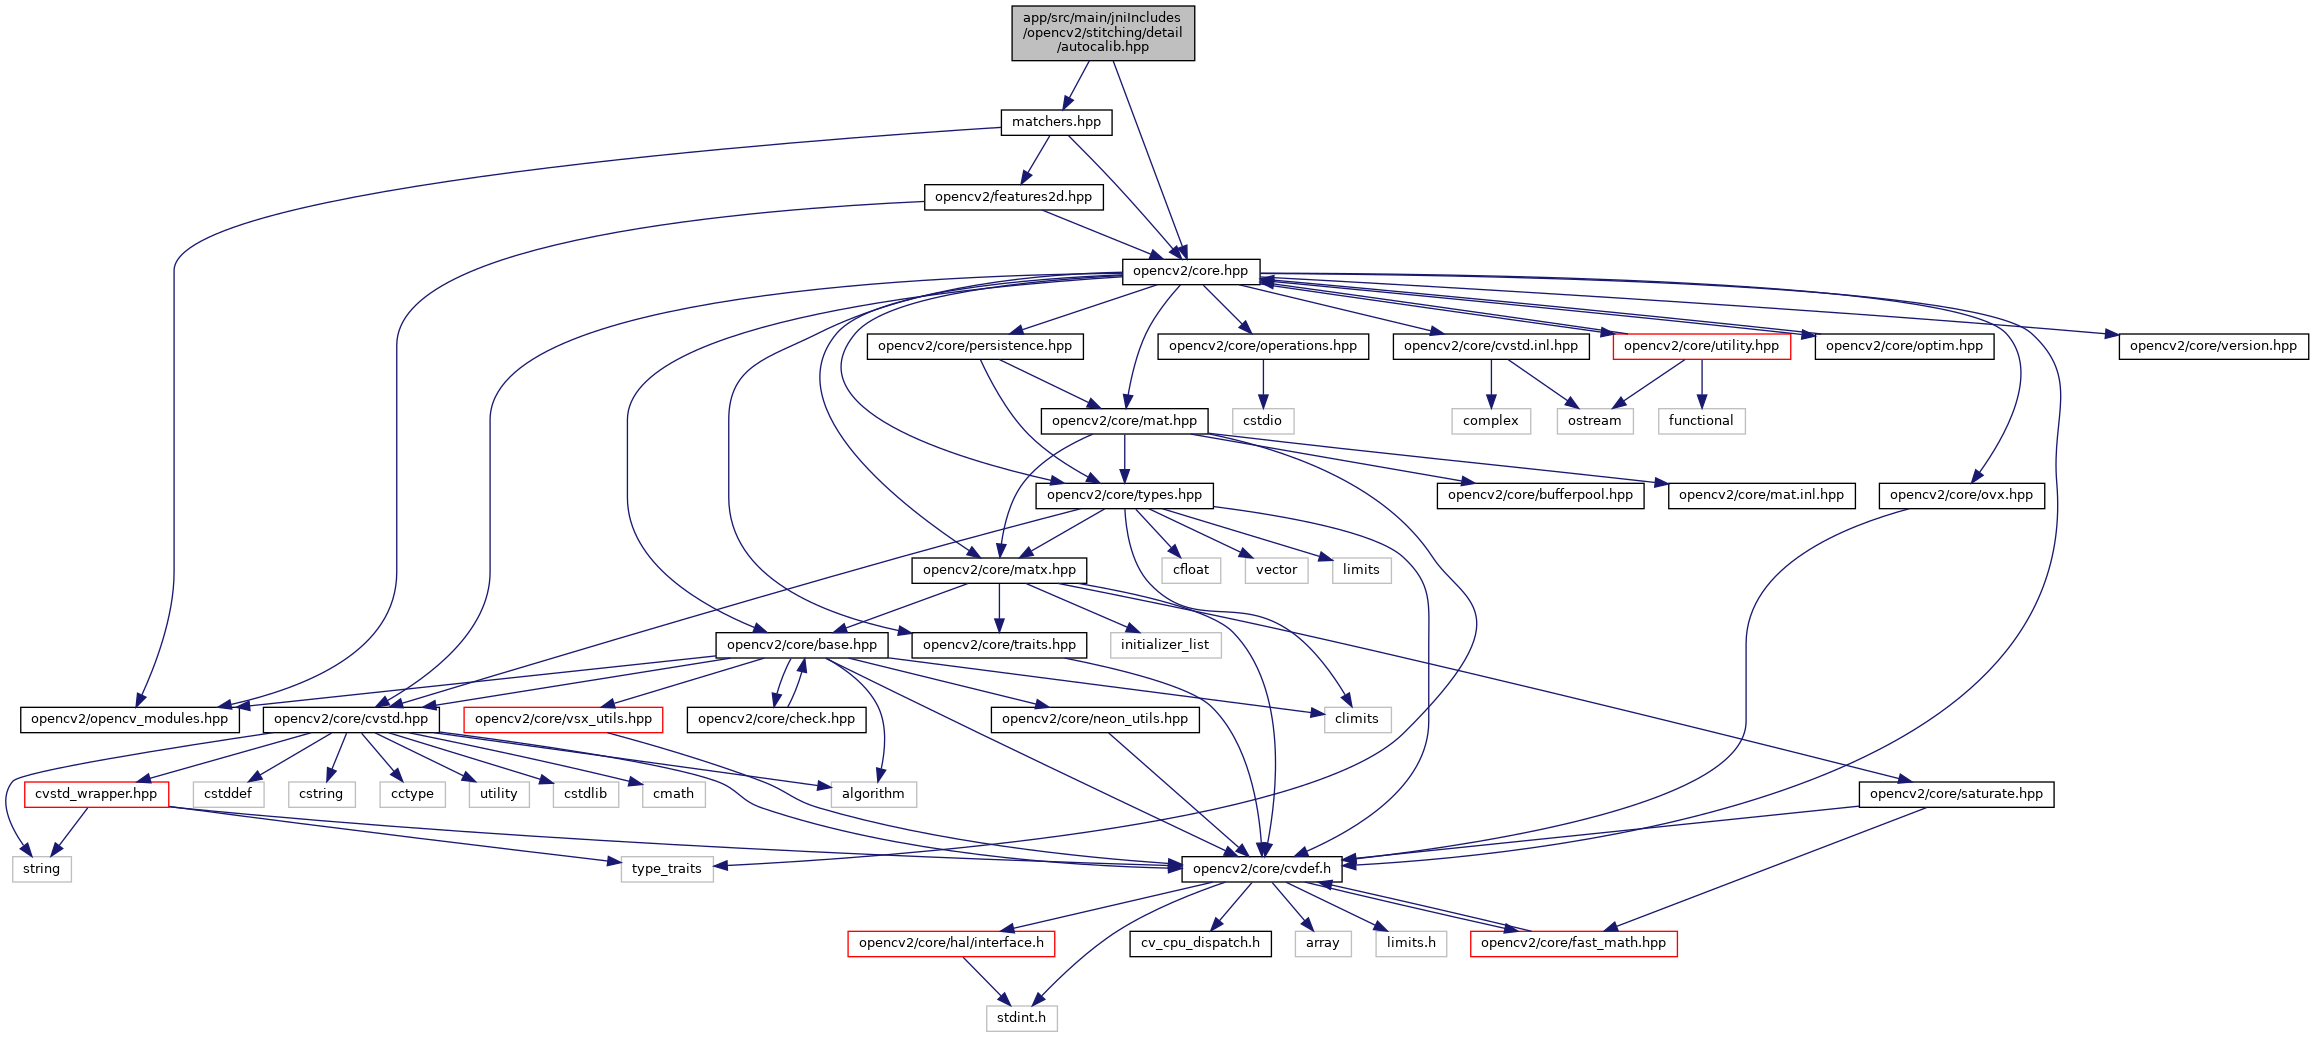 app/src/main/jniIncludes
/opencv2/stitching/detail
/autocalib.hpp
matchers.hpp
opencv2/features2d.hpp
opencv2/core.hpp
opencv2/core/persistence.hpp
opencv2/core/operations.hpp
opencv2/core/cvstd.inl.hpp
opencv2/core/utility.hpp
opencv2/core/optim.hpp
opencv2/core/version.hpp
opencv2/core/mat.hpp
cstdio
complex
ostream
functional
opencv2/core/types.hpp
opencv2/core/bufferpool.hpp
opencv2/core/mat.inl.hpp
opencv2/core/ovx.hpp
opencv2/core/matx.hpp
cfloat
vector
limits
opencv2/core/base.hpp
opencv2/core/traits.hpp
initializer_list
opencv2/opencv_modules.hpp
opencv2/core/cvstd.hpp
opencv2/core/vsx_utils.hpp
opencv2/core/check.hpp
opencv2/core/neon_utils.hpp
climits
cvstd_wrapper.hpp
cstddef
cstring
cctype
utility
cstdlib
cmath
algorithm
opencv2/core/saturate.hpp
string
type_traits
opencv2/core/cvdef.h
opencv2/core/hal/interface.h
cv_cpu_dispatch.h
array
limits.h
opencv2/core/fast_math.hpp
stdint.h